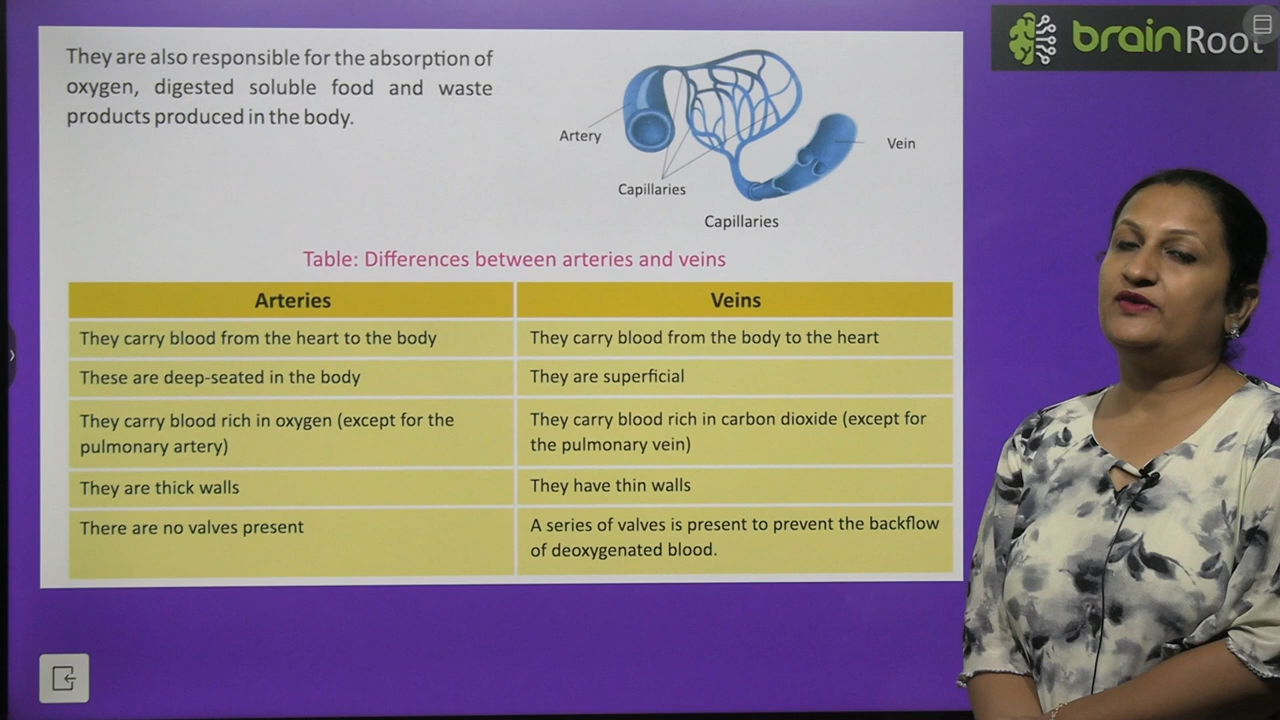 They are also responsible for the absorption of
oxygen, digested soluble food and waste
products produced in the body.
brainRoot
Artery
Vein
Capillaries
Capillaries
Table: Differences between arteries and veins
Arteries
Veins
They carry blood from the heart to the body
They carry blood from the body to the heart
These are deep-seated in the body
They are superficial
They carry blood rich in oxygen (except for the
pulmonary artery)
They carry blood rich in carbon dioxide (except for
the pulmonary vein)
They are thick walls
They have thin walls
There are no valves present
A series of valves is present to prevent the backflow
of deoxygenated blood.